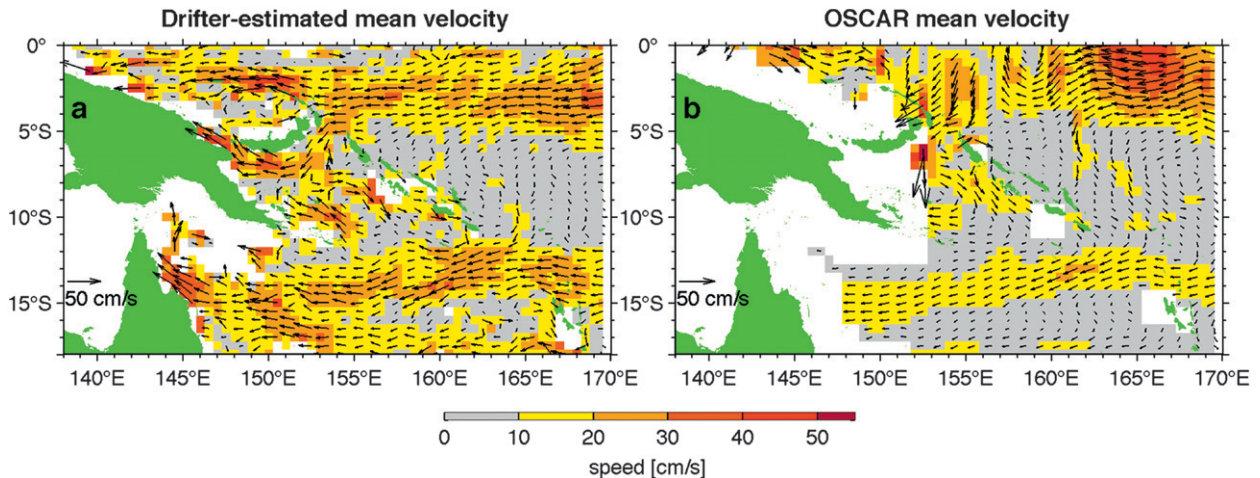 Drifter-estimated mean velocity
OSCAR mean velocity
0°
5°S
10°S
15°S
a
50 cm/s
140°E 145°E 150°E 155°E 160°E 165°E 170°E
0°
5°S
10°S
15°S
b
50 cm/s
140°E 145°E 150°E 155°E 160°E 165°E 170°E
0 10 20 30 40 50
speed [cm/s]